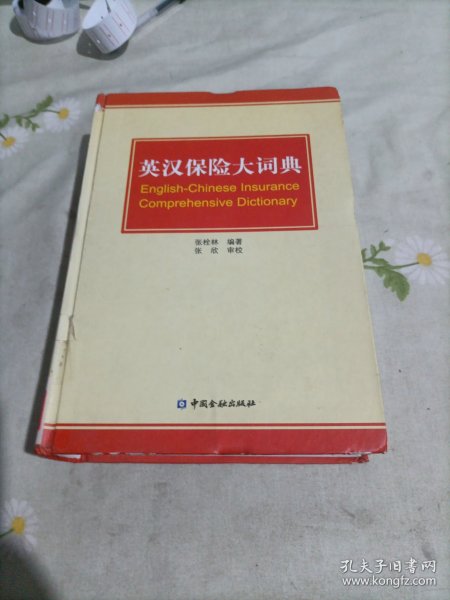 英汉保险大词典
English-Chinese Insurance
Comprehensive Dictionary
张栓林 编著
张欣 审校
中国金融出版社
孔夫子旧书网
www.kongfz.com